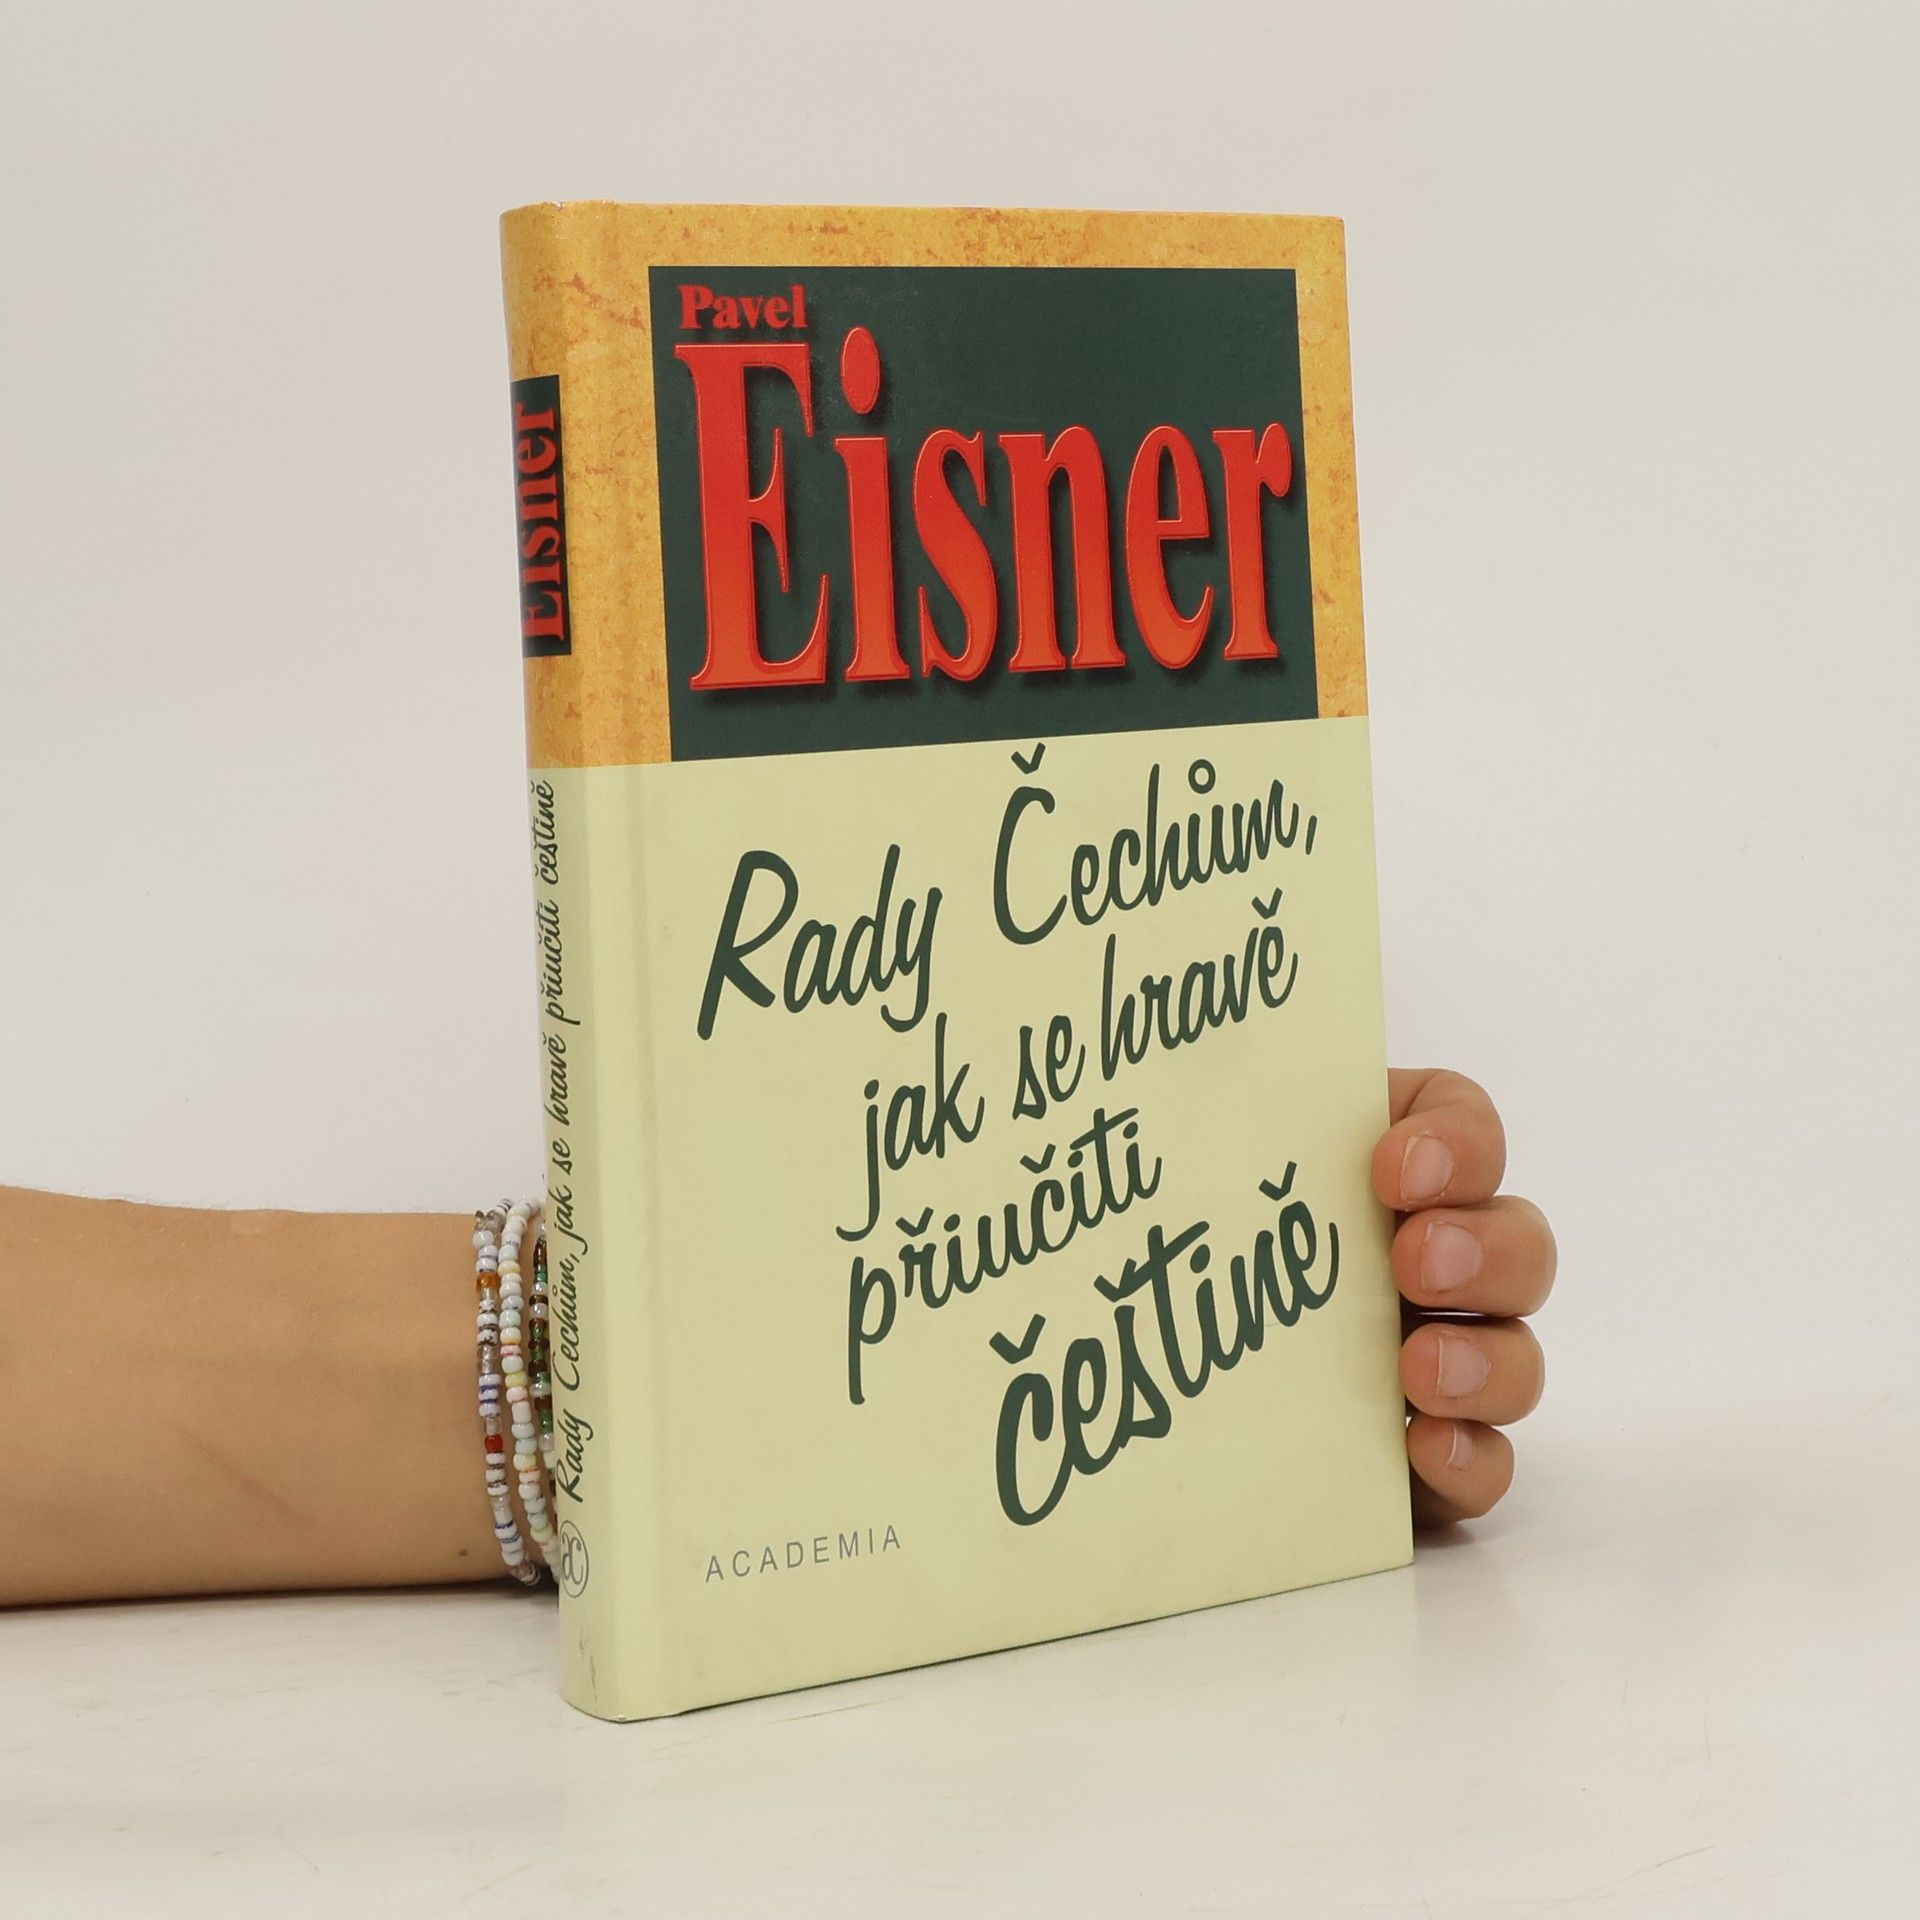 Pavel
Eisner
Rady Čechům,
jak se hravě
přiučiti
češtině
ACADEMIA
Eisner
Rady Čechům, jak se hravě přiučiti češtině